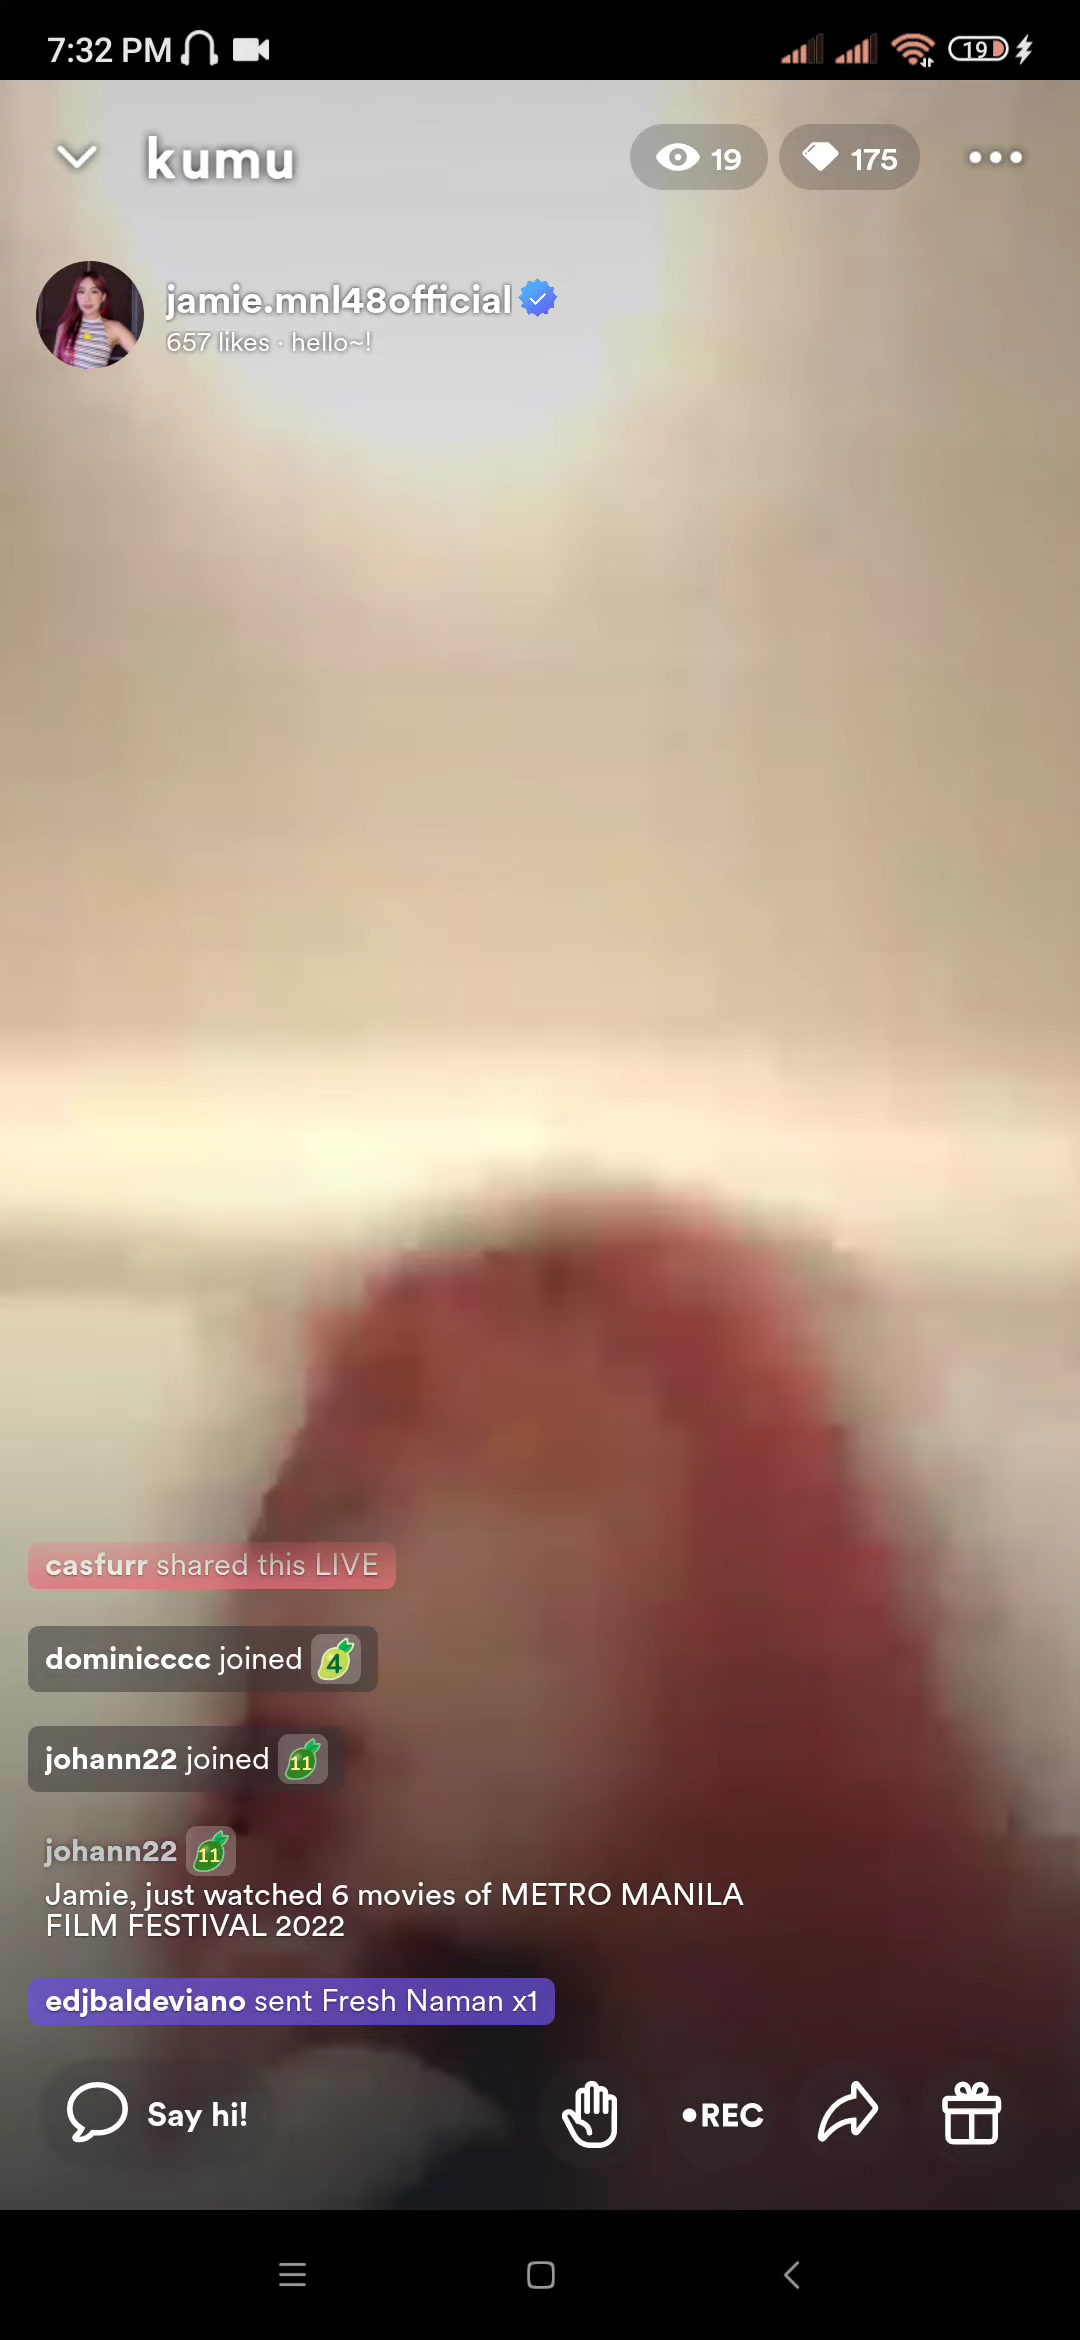 7:32 PM 19
kumu 19 175
jamie.mnl48official
657 likes · hello~!
casfurr shared this LIVE
dominicccc joined 4
johann22 joined 11
johann22 11
Jamie, just watched 6 movies of METRO MANILA
FILM FESTIVAL 2022
edjbaldeviano sent Fresh Naman x1
Say hi! •REC